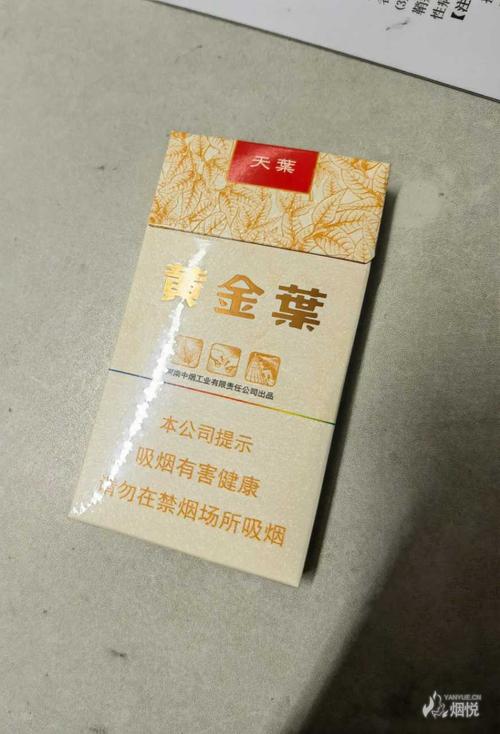 天葉
黄金葉
河南中烟工业有限责任公司出品
本公司提示
吸烟有害健康
请勿在禁烟场所吸烟
YANYUE.CN
烟悦